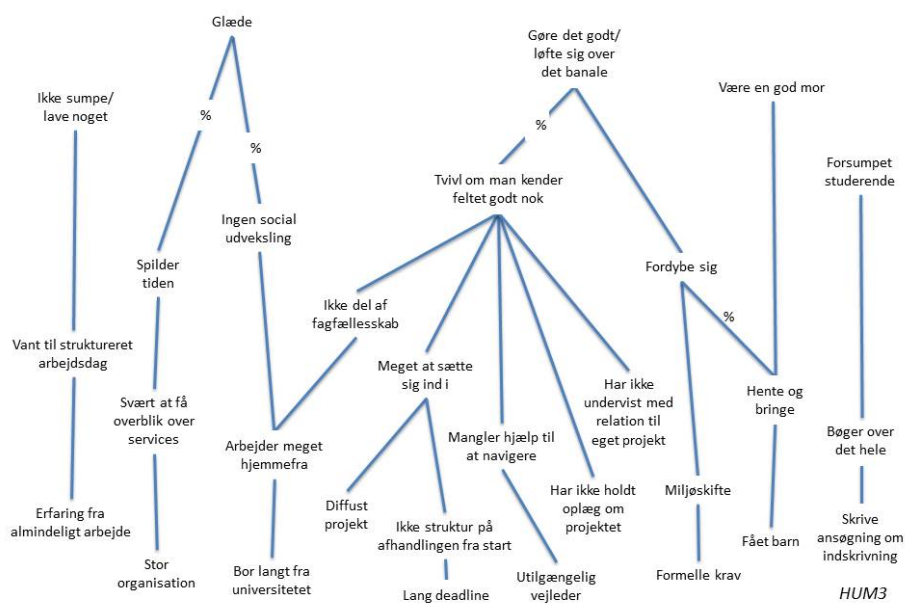 Glæde
Gøre det godt/
løfte sig over
det banale
Ikke sumpe/
lave noget
Være en god mor
%
%
%
Forsumpet
studerende
Tvivl om man kender
feltet godt nok
Ingen social
udveksling
Spilder
tiden
Fordybe sig
Ikke del af
fagfællesskab
%
Vant til struktureret
arbejdsdag
Meget at sætte
sig ind i
Har ikke
undervist med
relation til
eget projekt
Hente og
bringe
Svært at få
overblik over
services
Arbejder meget
hjemmefra
Mangler hjælp til
at navigere
Bøger over
det hele
Diffust
projekt
Har ikke holdt
oplæg om
projektet
Miljøskifte
Erfaring fra
almindeligt arbejde
Ikke struktur på
afhandlingen fra start
Fået barn
Skrive
ansøgning om
indskrivning
Stor
organisation
Bor langt fra
universitetet
Lang deadline
Utilgængelig
vejleder
Formelle krav
HUM3